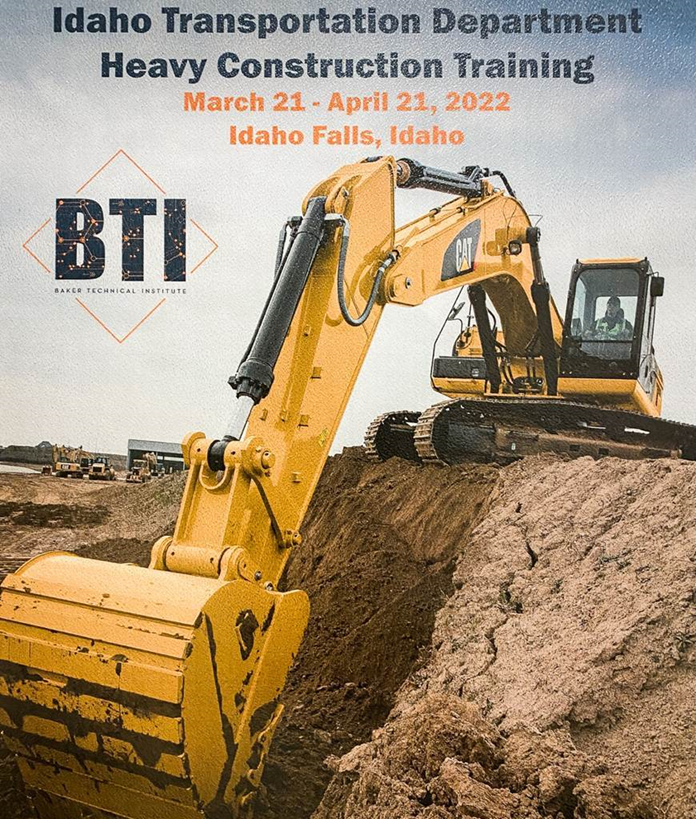 Idaho Transportation Department
Heavy Construction Training
March 21 - April 21, 2022
Idaho Falls, Idaho
BTI
BAKER TECHNICAL INSTITUTE
CAT